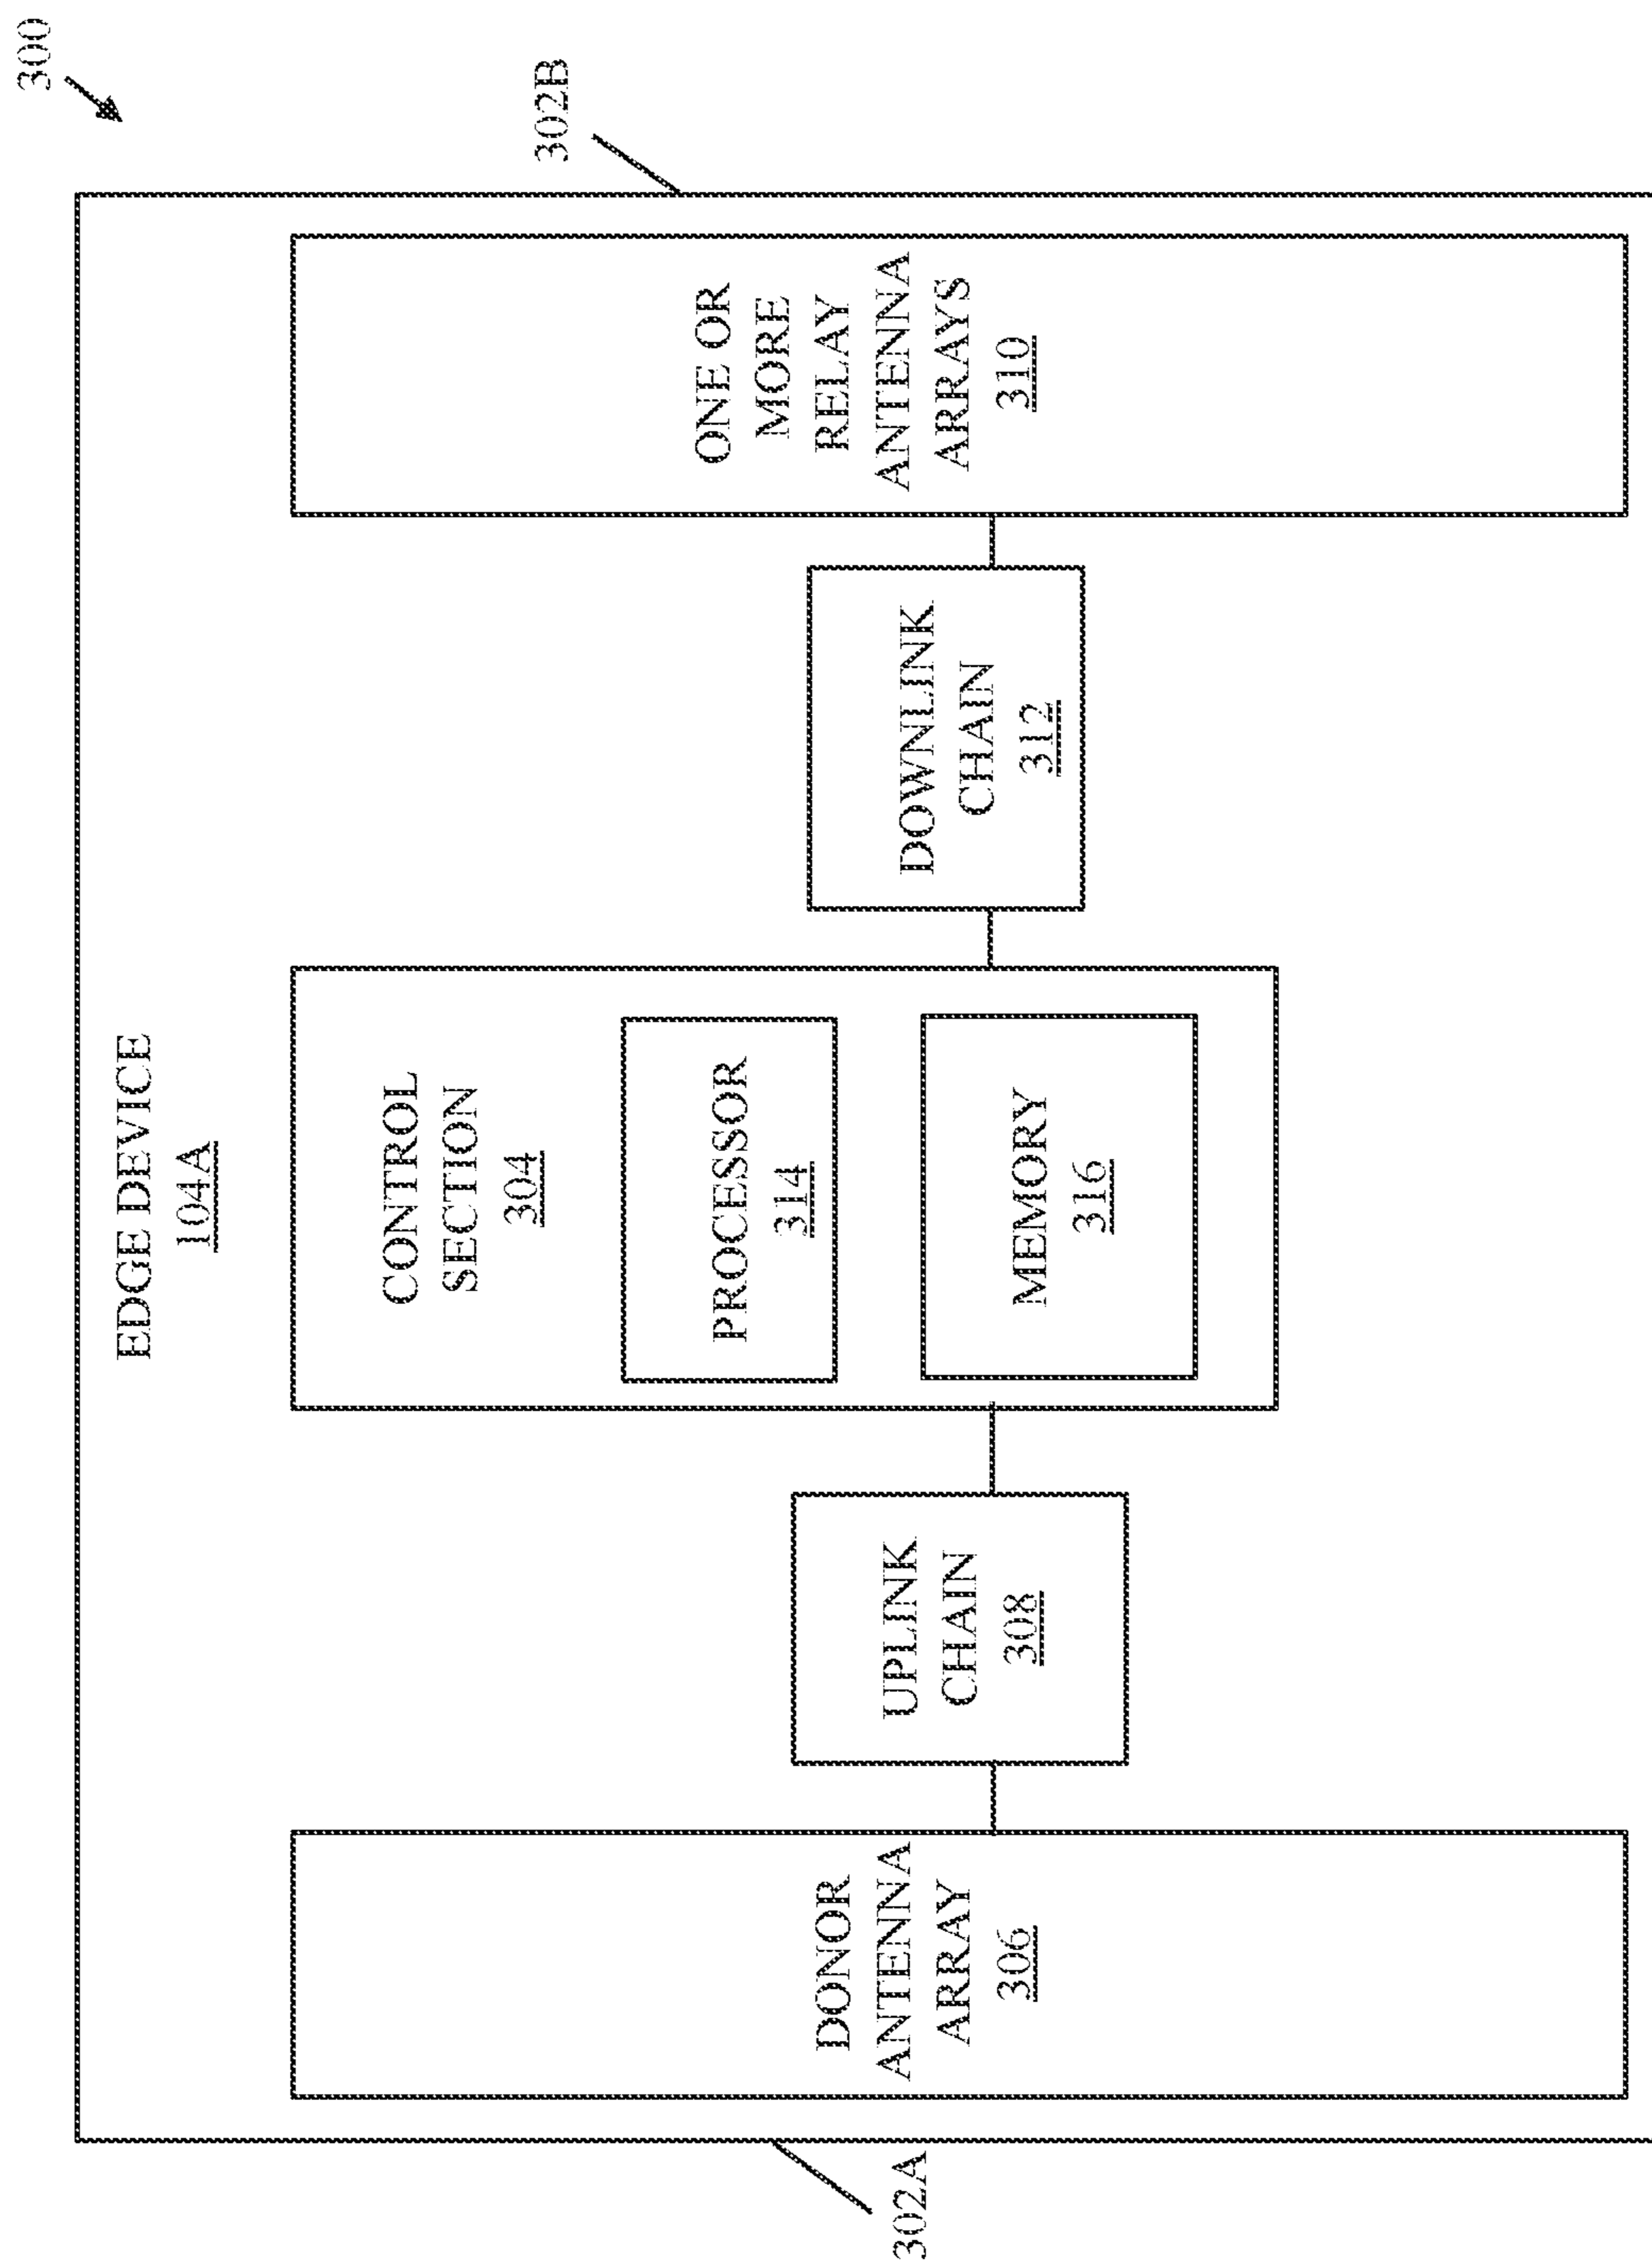 300
EDGE DEVICE
104A
302A
302B
DONOR
ANTENNA
ARRAY
306
UPLINK
CHAIN
308
CONTROL
SECTION
304
PROCESSOR
314
MEMORY
316
DOWNLINK
CHAIN
312
ONE OR
MORE
RELAY
ANTENNA
ARRAYS
310